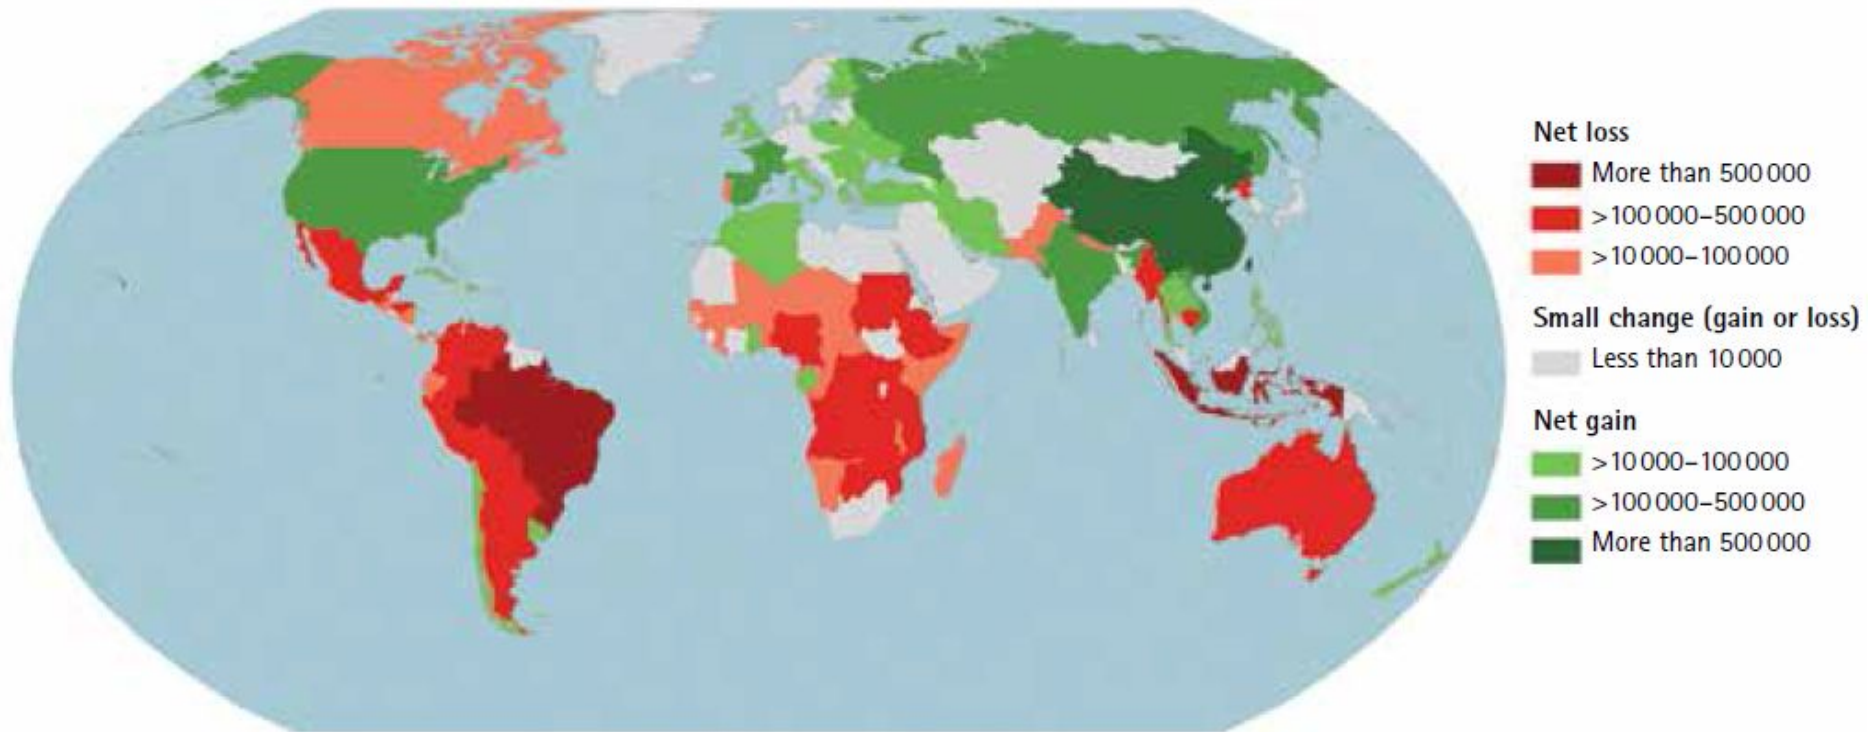 Net loss
More than 500 000
>100 000–500 000
>10 000–100 000
Small change (gain or loss)
Less than 10 000
Net gain
>10 000–100 000
>100 000–500 000
More than 500 000